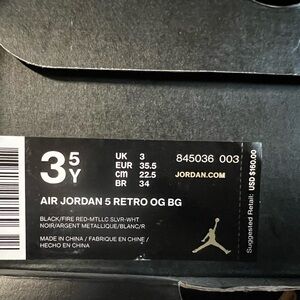 3 5Y
UK 3
EUR 35.5
cm 22.5
BR 34
845036 003
JORDAN.COM
AIR JORDAN 5 RETRO OG BG
BLACK/FIRE RED-MTLLC SLVR-WHT
NOIR/ARGENT METALLIQUE/BLANC/R
MADE IN CHINA / FABRIQUE EN CHINE /
HECHO EN CHINA
Suggested Retail: USD $160.00